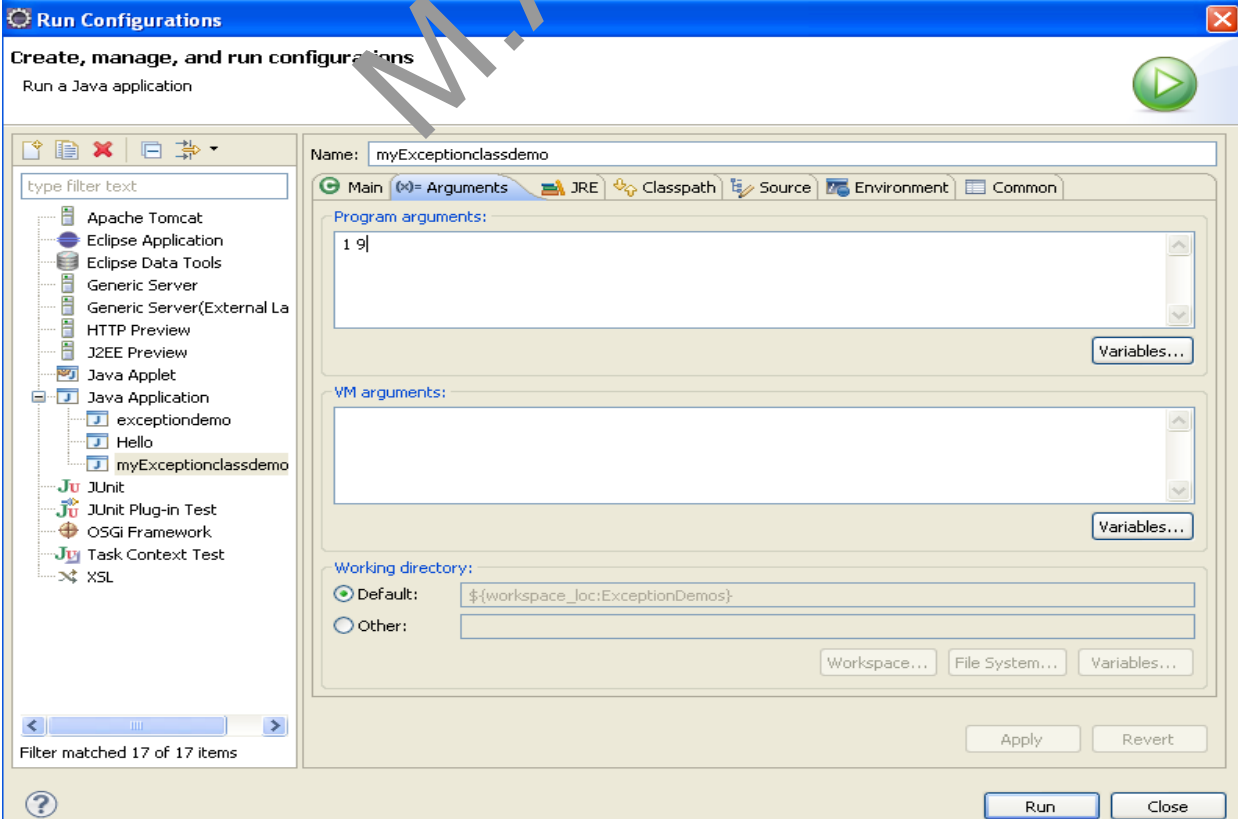 Run Configurations
Create, manage, and run configurations
Run a Java application
M.
type filter text
Apache Tomcat
Eclipse Application
Eclipse Data Tools
Generic Server
Generic Server(External La
HTTP Preview
J2EE Preview
Java Applet
Java Application
exceptiondemo
Hello
myExceptionclassdemo
JUnit
JUnit Plug-in Test
OSGi Framework
Task Context Test
XSL
Filter matched 17 of 17 items
Name: myExceptionclassdemo
Main (x)= Arguments JRE Classpath Source Environment Common
Program arguments:
1 9
Variables...
VM arguments:
Variables...
Working directory:
Default: ${workspace_loc:ExceptionDemos}
Other:
Workspace... File System... Variables...
Apply Revert
Run Close